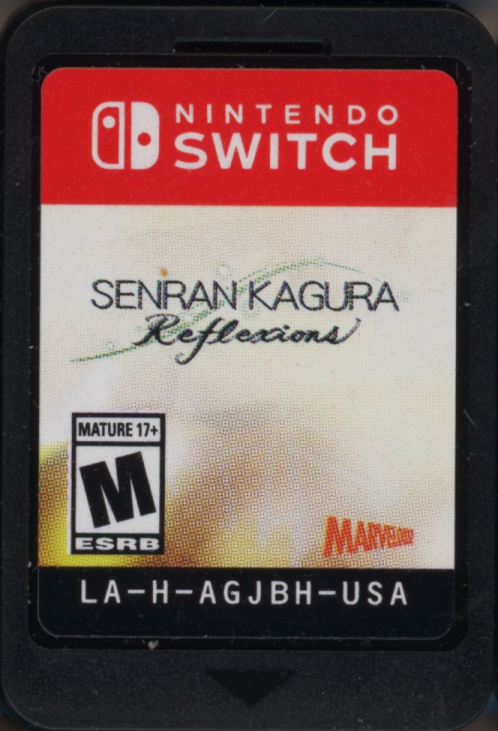 NINTENDO
SWITCH
SENRAN KAGURA
Reflexions
MATURE 17+
M
ESRB
MARVELOUS!
LA-H-AGJBH-USA